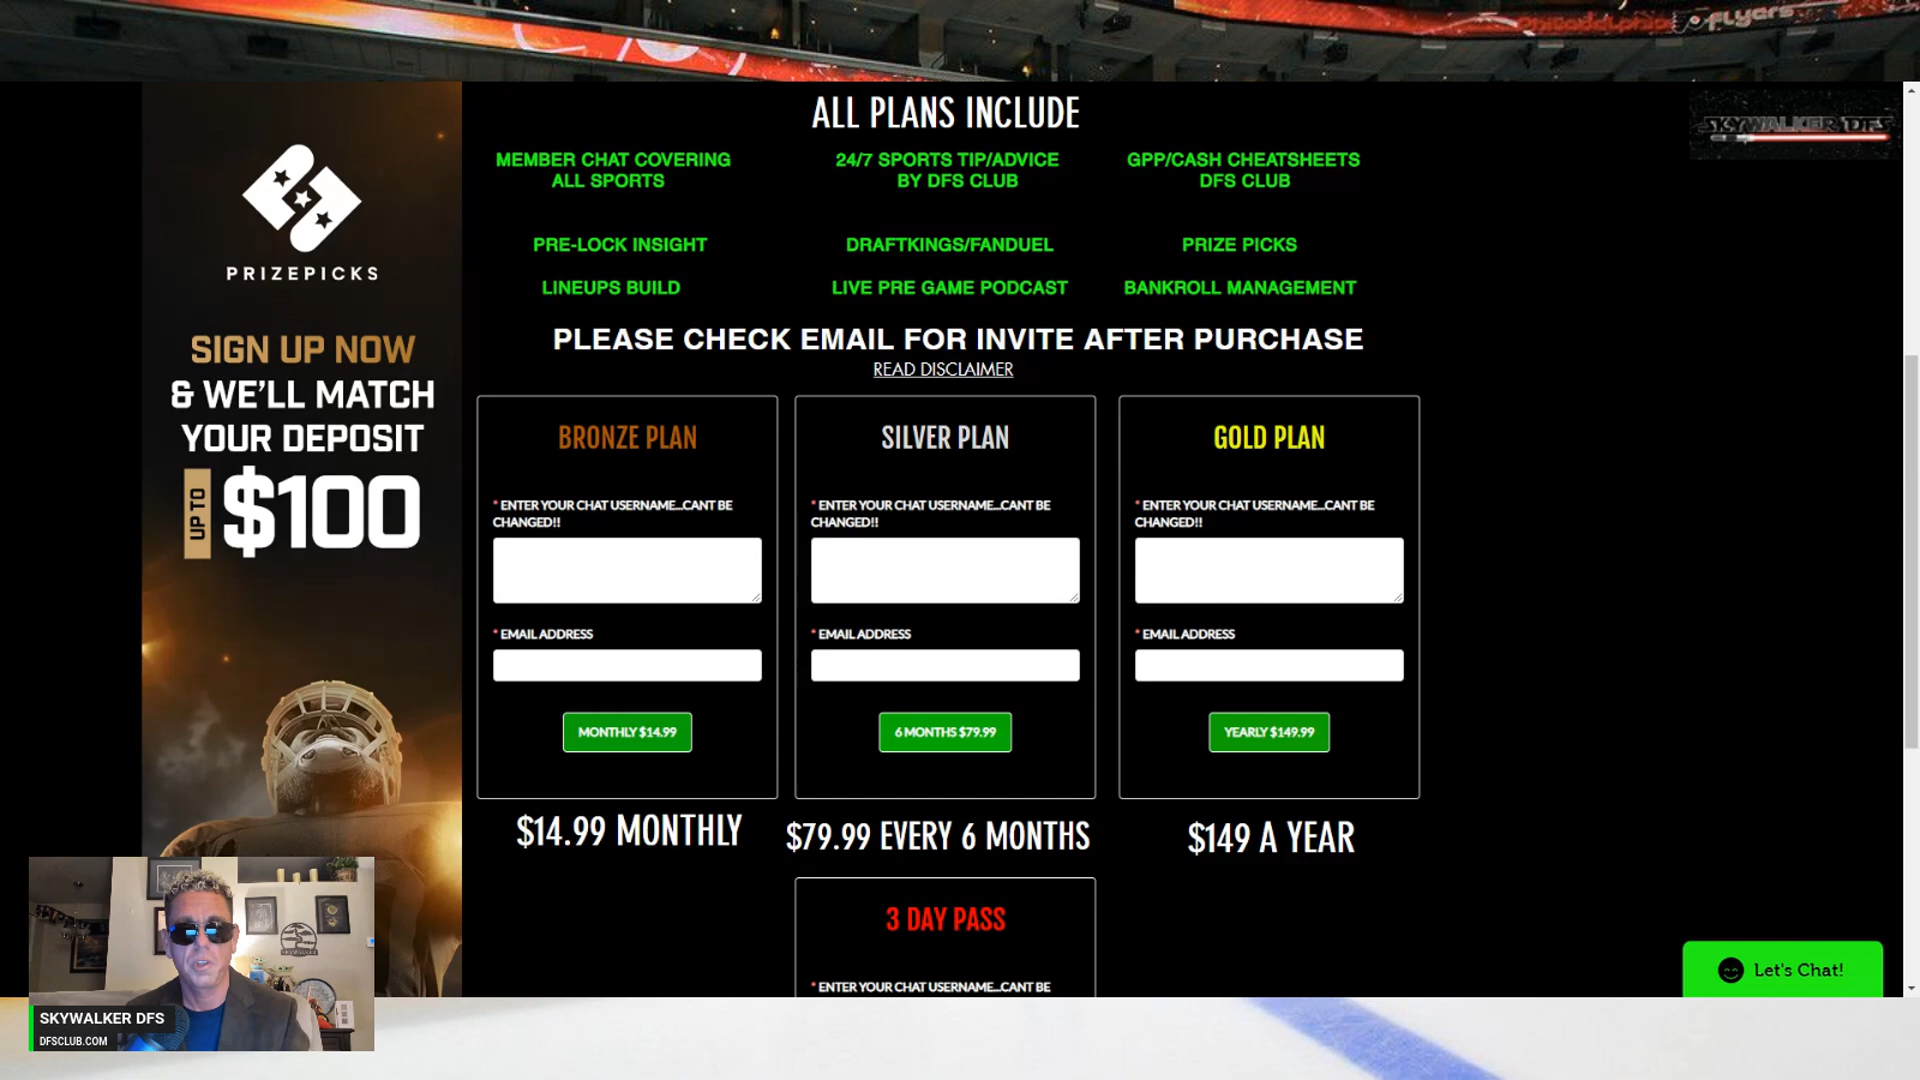 Philadelphia Flyers
SKYWALKER DFS
PRIZEPICKS
SIGN UP NOW
& WE'LL MATCH
YOUR DEPOSIT
UP TO
$100
ALL PLANS INCLUDE
MEMBER CHAT COVERING
ALL SPORTS
24/7 SPORTS TIP/ADVICE
BY DFS CLUB
GPP/CASH CHEATSHEETS
DFS CLUB
PRE-LOCK INSIGHT
DRAFTKINGS/FANDUEL
PRIZE PICKS
LINEUPS BUILD
LIVE PRE GAME PODCAST
BANKROLL MANAGEMENT
PLEASE CHECK EMAIL FOR INVITE AFTER PURCHASE
READ DISCLAIMER
BRONZE PLAN
* ENTER YOUR CHAT USERNAME...CANT BE
CHANGED!!
* EMAIL ADDRESS
MONTHLY $14.99
$14.99 MONTHLY
SILVER PLAN
* ENTER YOUR CHAT USERNAME...CANT BE
CHANGED!!
* EMAIL ADDRESS
6 MONTHS $79.99
$79.99 EVERY 6 MONTHS
GOLD PLAN
* ENTER YOUR CHAT USERNAME...CANT BE
CHANGED!!
* EMAIL ADDRESS
YEARLY $149.99
$149 A YEAR
3 DAY PASS
* ENTER YOUR CHAT USERNAME...CANT BE
Let's Chat!
SKYWALKER DFS
DFSCLUB.COM